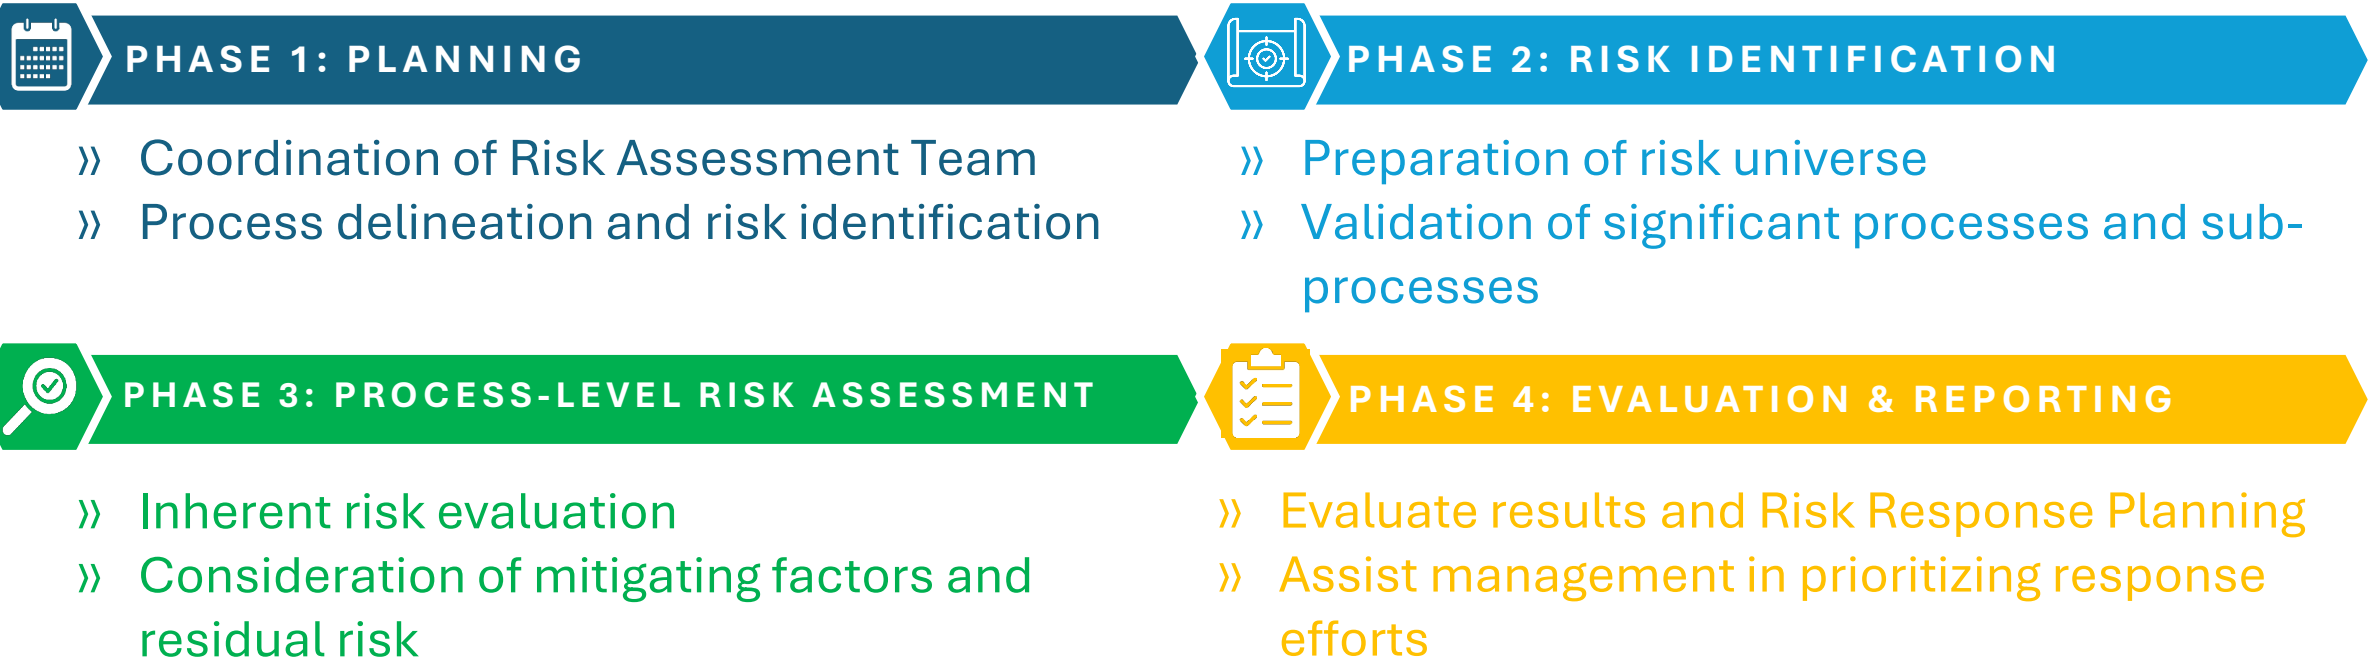 PHASE 1: PLANNING
» Coordination of Risk Assessment Team
» Process delineation and risk identification
PHASE 2: RISK IDENTIFICATION
» Preparation of risk universe
» Validation of significant processes and sub-
processes
PHASE 3: PROCESS-LEVEL RISK ASSESSMENT
» Inherent risk evaluation
» Consideration of mitigating factors and
residual risk
PHASE 4: EVALUATION & REPORTING
» Evaluate results and Risk Response Planning
» Assist management in prioritizing response
efforts